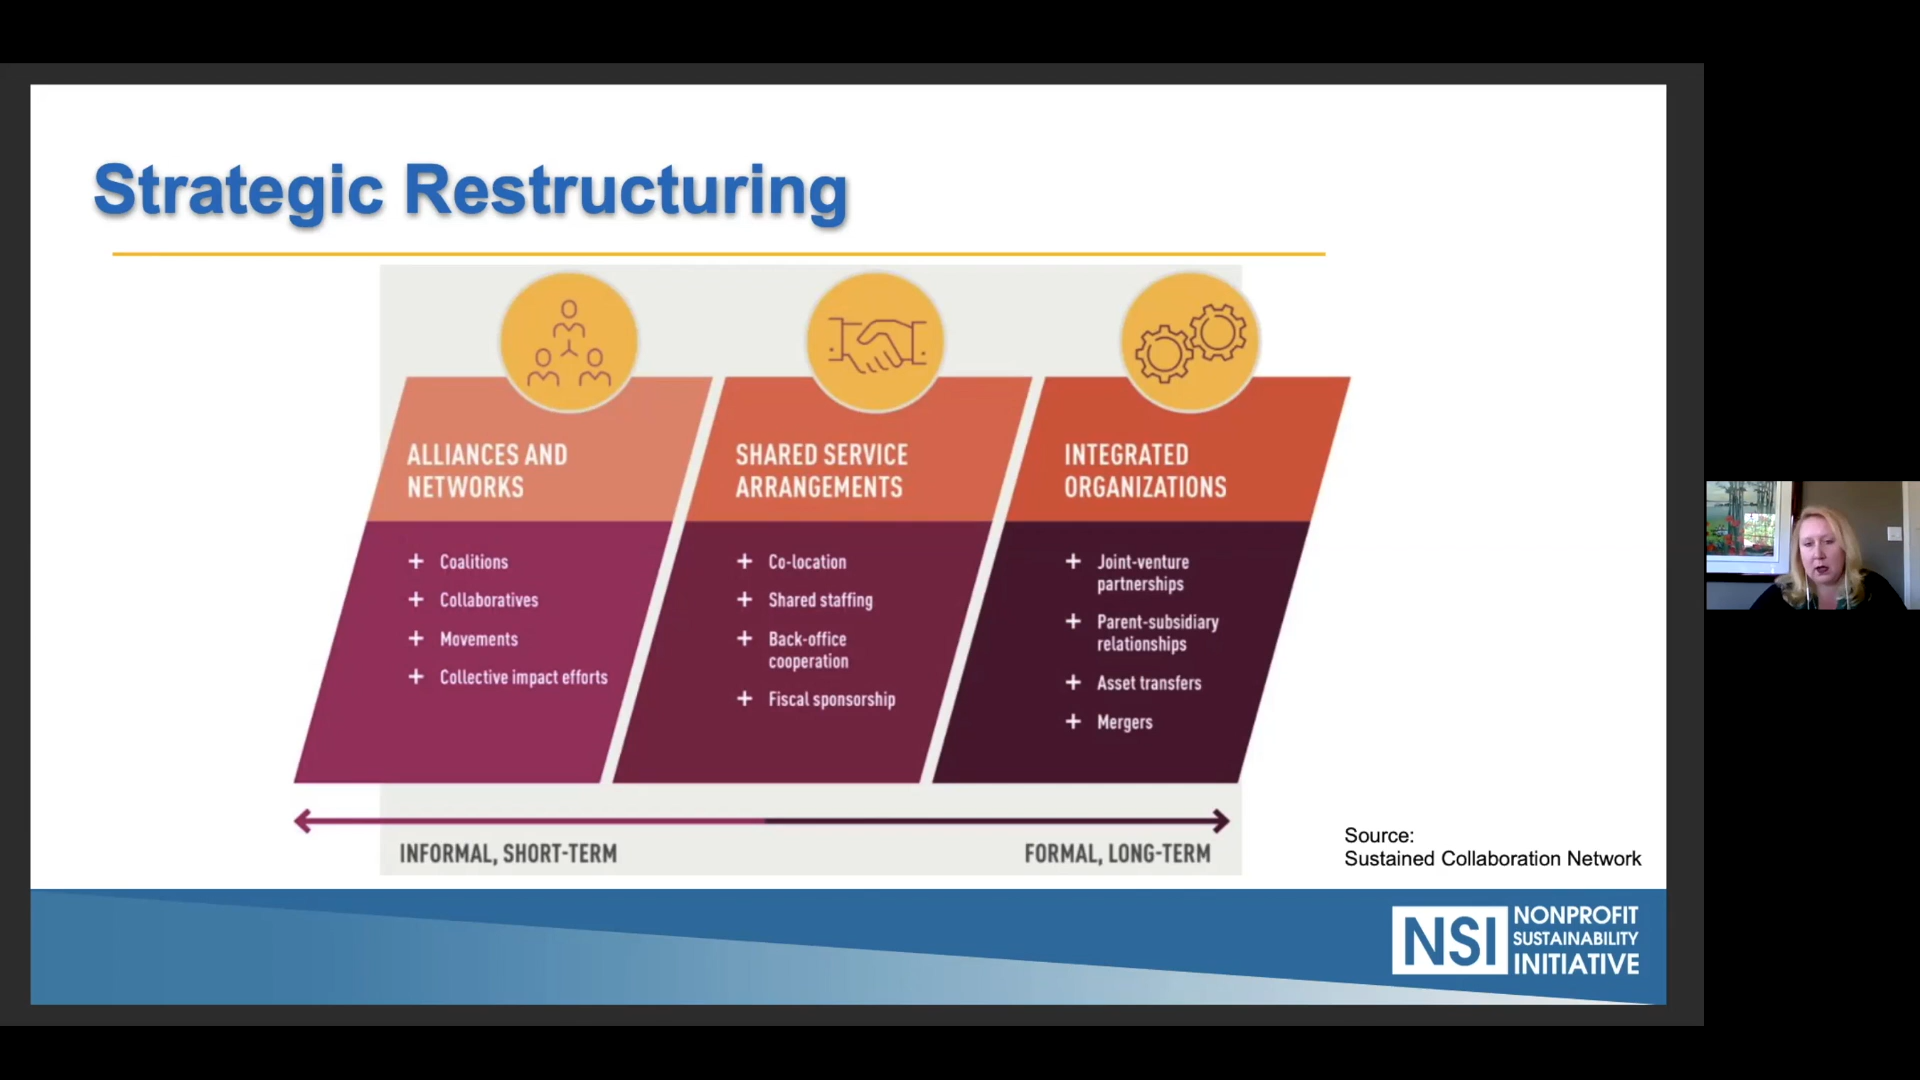 Strategic Restructuring
ALLIANCES AND
NETWORKS
+ Coalitions
+ Collaboratives
+ Movements
+ Collective impact efforts
SHARED SERVICE
ARRANGEMENTS
+ Co-location
+ Shared staffing
+ Back-office
cooperation
+ Fiscal sponsorship
INTEGRATED
ORGANIZATIONS
+ Joint-venture
partnerships
+ Parent-subsidiary
relationships
+ Asset transfers
+ Mergers
INFORMAL, SHORT-TERM
FORMAL, LONG-TERM
Source:
Sustained Collaboration Network
NSI
NONPROFIT
SUSTAINABILITY
INITIATIVE